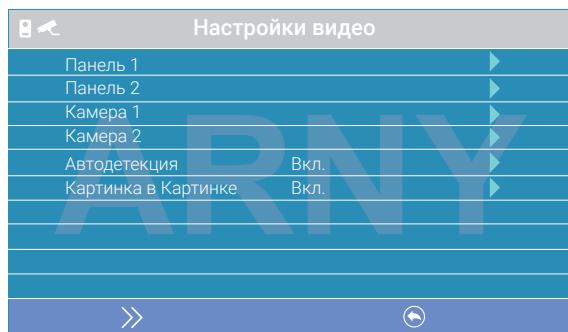 Настройки видео
Панель 1
Панель 2
Камера 1
Камера 2
Автодетекция Вкл.
Картинка в Картинке Вкл.
ARNY